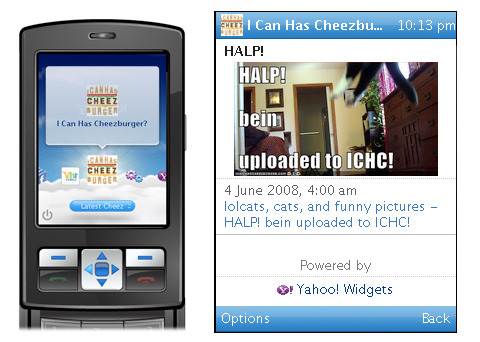 I CAN HAS
CHEEZ
BURGER
I Can Has Cheezburger?
I CAN HAS
CHEEZ
BURGER
Latest Cheez
I Can Has Cheezbu... 10:13 pm
HALP!
HALP!
bein
uploaded to ICHC!
4 June 2008, 4:00 am
lolcats, cats, and funny pictures –
HALP! bein uploaded to ICHC!
Powered by
Y! Yahoo! Widgets
Options Back